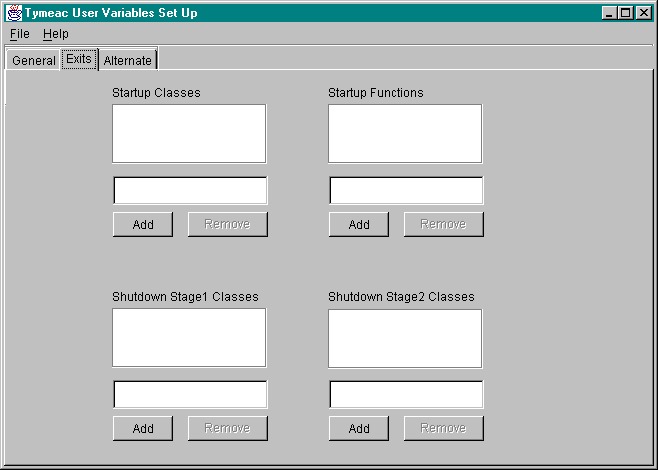 Tymeac User Variables Set Up
File Help
General Exits Alternate
Startup Classes Startup Functions
Add Remove Add Remove
Shutdown Stage1 Classes Shutdown Stage2 Classes
Add Remove Add Remove